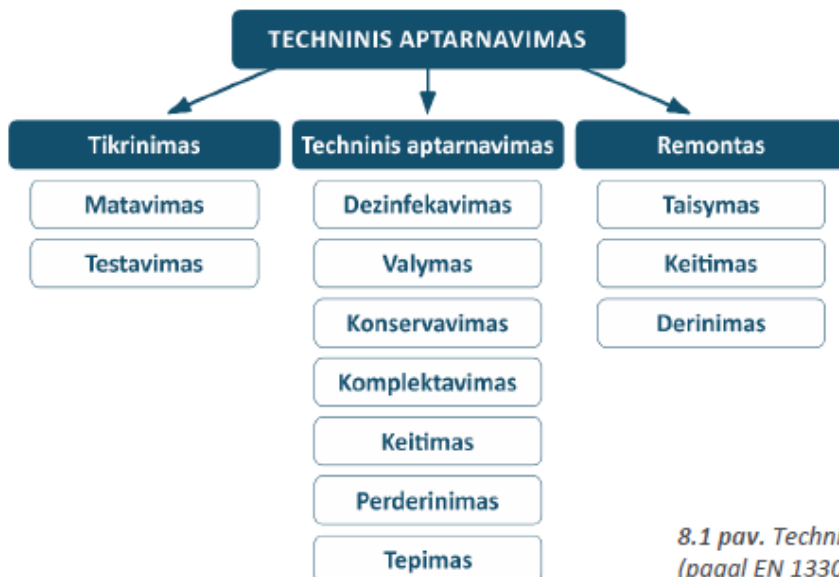 TECHNINIS APTARNAVIMAS
Tikrinimas
Matavimas
Testavimas
Techninis aptarnavimas
Dezinfekavimas
Valymas
Konservavimas
Komplektavimas
Keitimas
Perderinimas
Tepimas
Remontas
Taisymas
Keitimas
Derinimas
8.1 pav. Techni
(pagal EN 1330